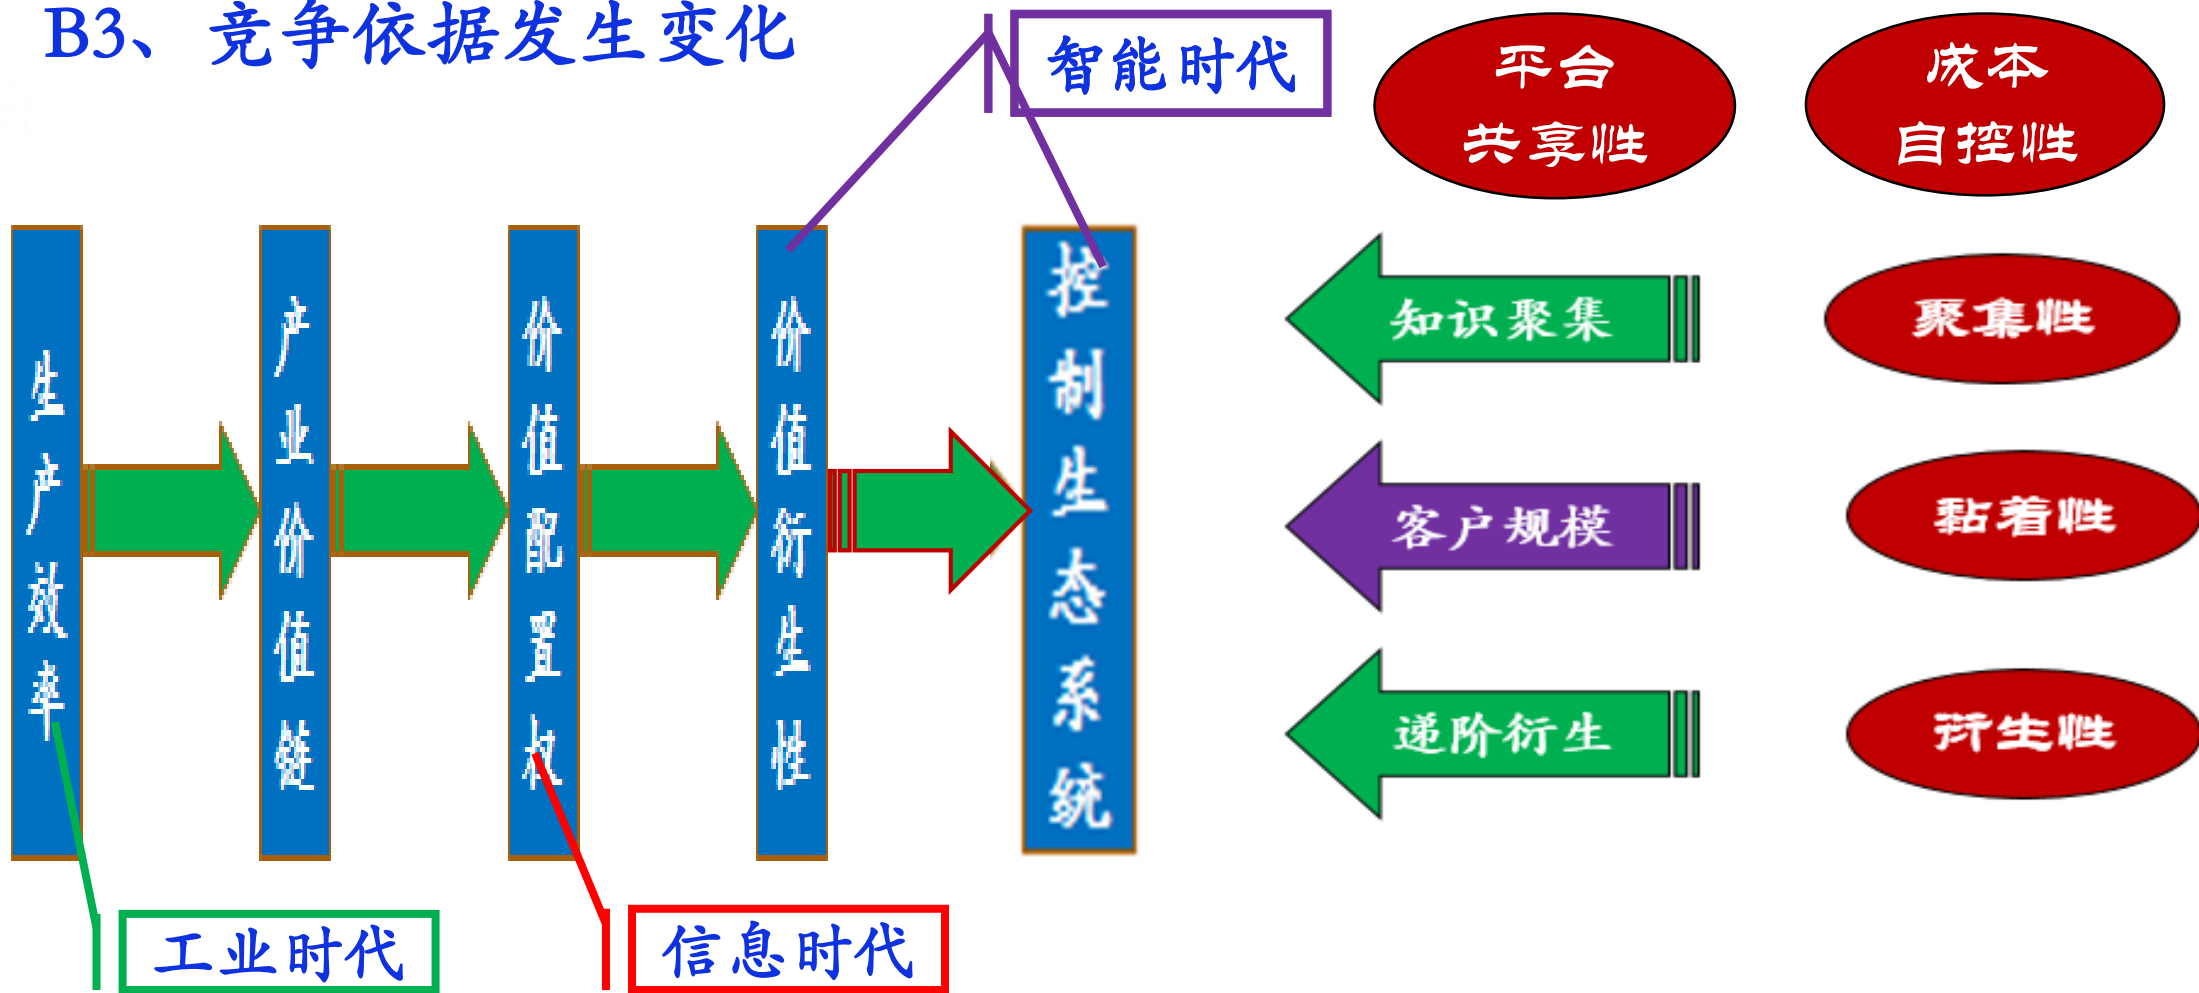 B3、竞争依据发生变化
智能时代
平台
共享性
成本
自控性
生产效率
产业价值链
价值配置权
价值衍生性
控制生态系统
知识聚集
聚集性
客户规模
黏着性
递阶衍生
衍生性
工业时代
信息时代